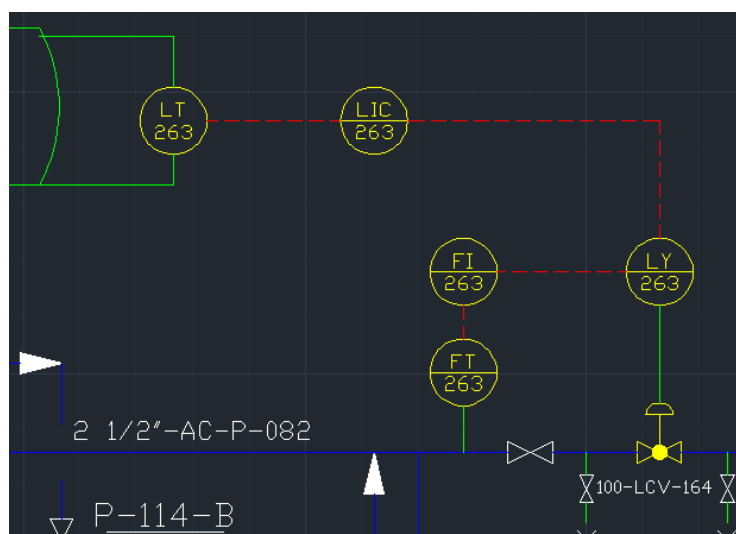 LT
263
LIC
263
FI
263
LY
263
FT
263
2 1/2"-AC-P-082
100-LCV-164
P-114-B